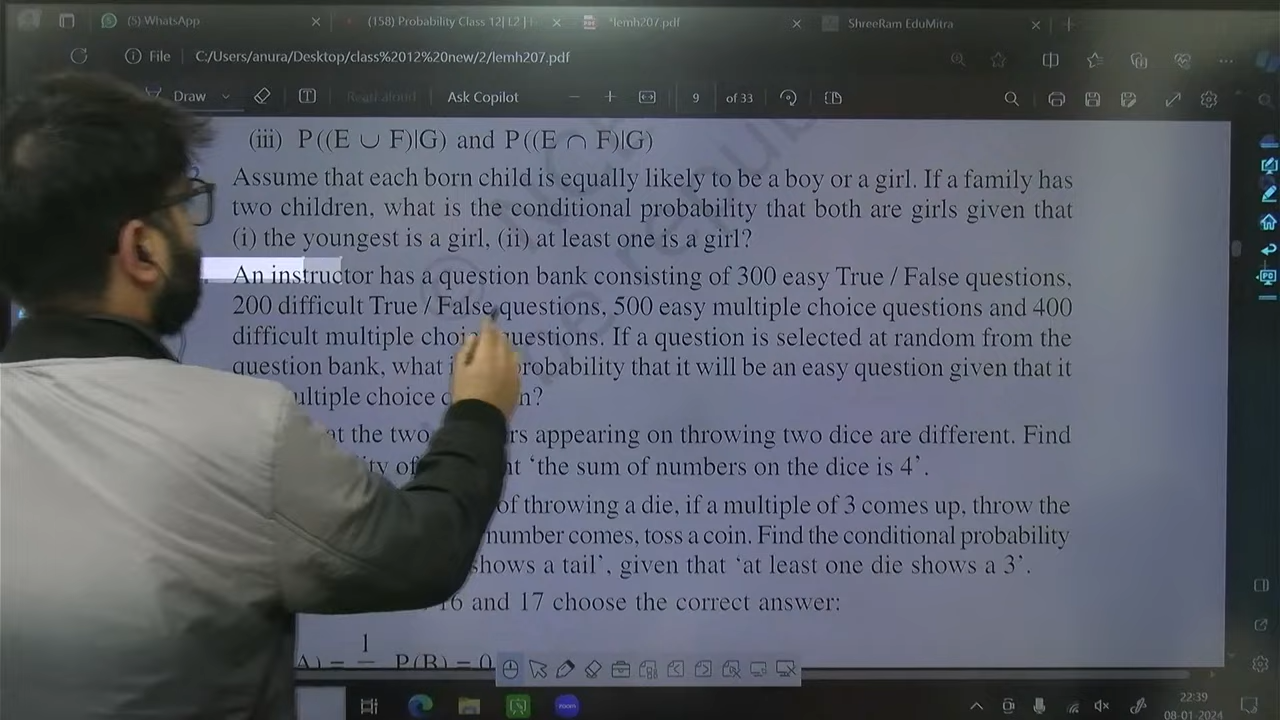 (5) WhatsApp
(158) Probability Class 12| L2 |
*lemh207.pdf
ShreeRam EduMitra
File C:/Users/anura/Desktop/class%2012%20new/2/lemh207.pdf
Draw Read aloud Ask Copilot 9 of 33
(iii) P((E ∪ F)|G) and P((E ∩ F)|G)
Assume that each born child is equally likely to be a boy or a girl. If a family has
two children, what is the conditional probability that both are girls given that
(i) the youngest is a girl, (ii) at least one is a girl?
An instructor has a question bank consisting of 300 easy True / False questions,
200 difficult True / False questions, 500 easy multiple choice questions and 400
difficult multiple questions. If a question is selected at random from the
question bank, what probability that it will be an easy question given that it
multiple choice
the two appearing on throwing two dice are different. Find
of 'the sum of numbers on the dice is 4'.
of throwing a die, if a multiple of 3 comes up, throw the
number comes, toss a coin. Find the conditional probability
shows a tail', given that 'at least one die shows a 3'.
16 and 17 choose the correct answer:
1
P(B) = 0
zoom
22:39
08-01-2024